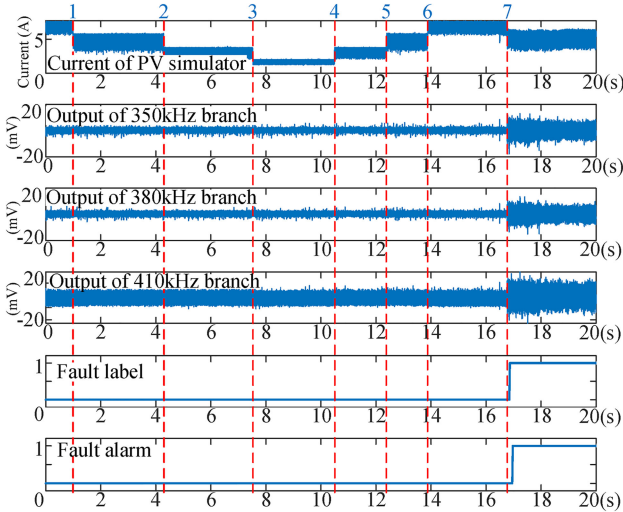 1 2 3 4 5 6 7
Current (A)
5
0
Current of PV simulator
0 2 4 6 8 10 12 14 16 18 20(s)
20
(mV)
-20
Output of 350kHz branch
0 2 4 6 8 10 12 14 16 18 20(s)
20
(mV)
-20
Output of 380kHz branch
0 2 4 6 8 10 12 14 16 18 20(s)
20
(mV)
-20
Output of 410kHz branch
0 2 4 6 8 10 12 14 16 18 20(s)
1
Fault label
0 2 4 6 8 10 12 14 16 18 20(s)
1
Fault alarm
0 2 4 6 8 10 12 14 16 18 20(s)